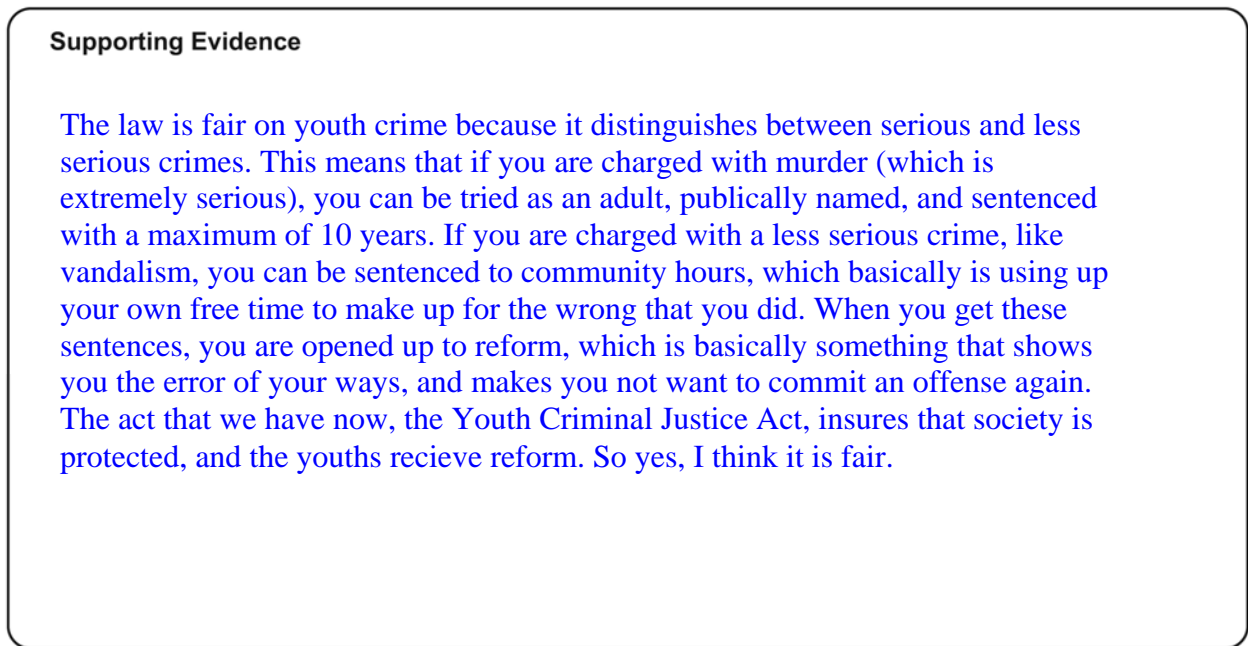 Supporting Evidence
The law is fair on youth crime because it distinguishes between serious and less
serious crimes. This means that if you are charged with murder (which is
extremely serious), you can be tried as an adult, publically named, and sentenced
with a maximum of 10 years. If you are charged with a less serious crime, like
vandalism, you can be sentenced to community hours, which basically is using up
your own free time to make up for the wrong that you did. When you get these
sentences, you are opened up to reform, which is basically something that shows
you the error of your ways, and makes you not want to commit an offense again.
The act that we have now, the Youth Criminal Justice Act, insures that society is
protected, and the youths recieve reform. So yes, I think it is fair.